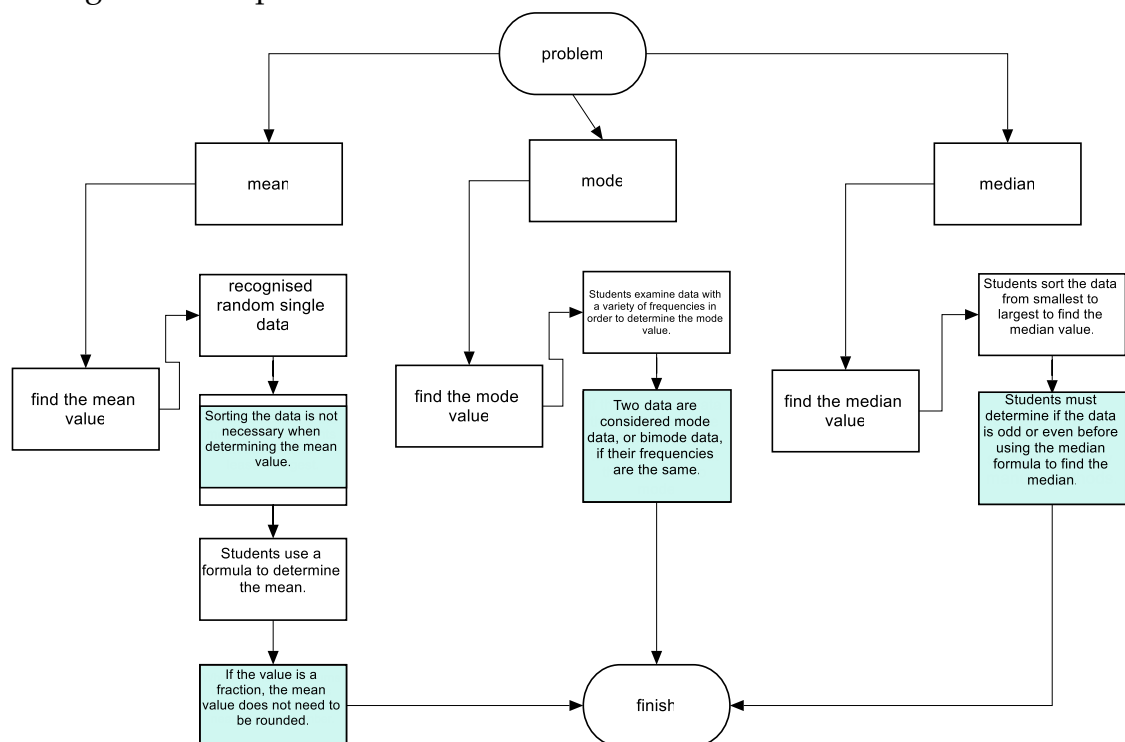 problem
mean
mode
median
recognised
random single
data
find the mean
value
Sorting the data is not
necessary when
determining the mean
value.
Students use a
formula to determine
the mean.
If the value is a
fraction, the mean
value does not need to
be rounded.
Students examine data with
a variety of frequencies in
order to determine the mode
value.
find the mode
value
Two data are
considered mode
data, or bimode data,
if their frequencies
are the same.
Students sort the data
from smallest to
largest to find the
median value.
find the median
value
Students must
determine if the data
is odd or even before
using the median
formula to find the
median.
finish